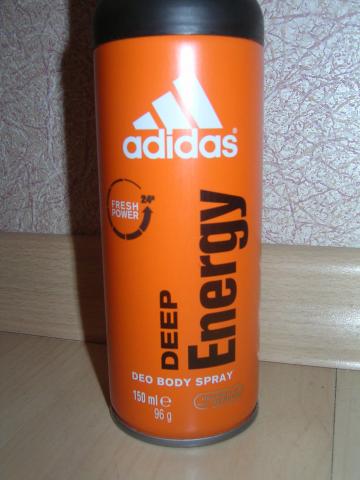 adidas®
FRESH
POWER
24h
DEEP
Energy
DEO BODY SPRAY
150 ml e
96 g